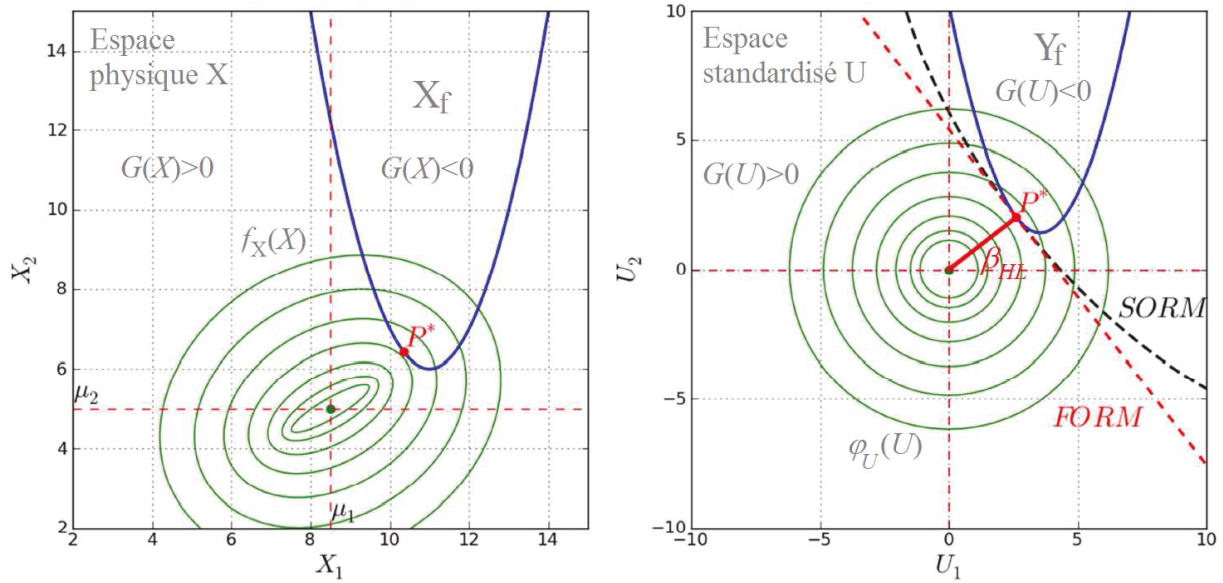 Espace
physique X
X_f
G(X)>0
G(X)<0
f_X(X)
P*
μ_2
μ_1
14
12
10
8
6
4
2
X_2
2
4
6
8
10
12
14
X_1
Espace
standardisé U
Y_f
G(U)<0
G(U)>0
P*
β_HL
SORM
FORM
φ_U(U)
10
5
0
−5
−10
U_2
−10
−5
0
5
10
U_1